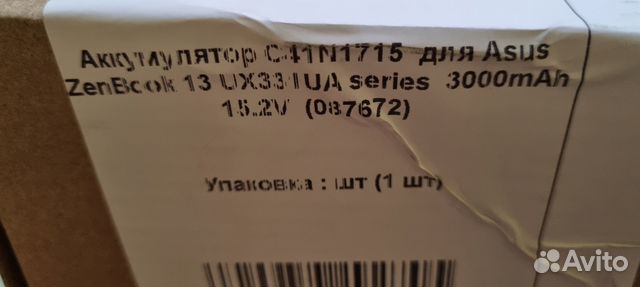 Аккумулятор C41N1715 для Asus
ZenBook 13 UX331UA series 3000mAh
15.2V (087672)
Упаковка : шт (1 шт)
Avito